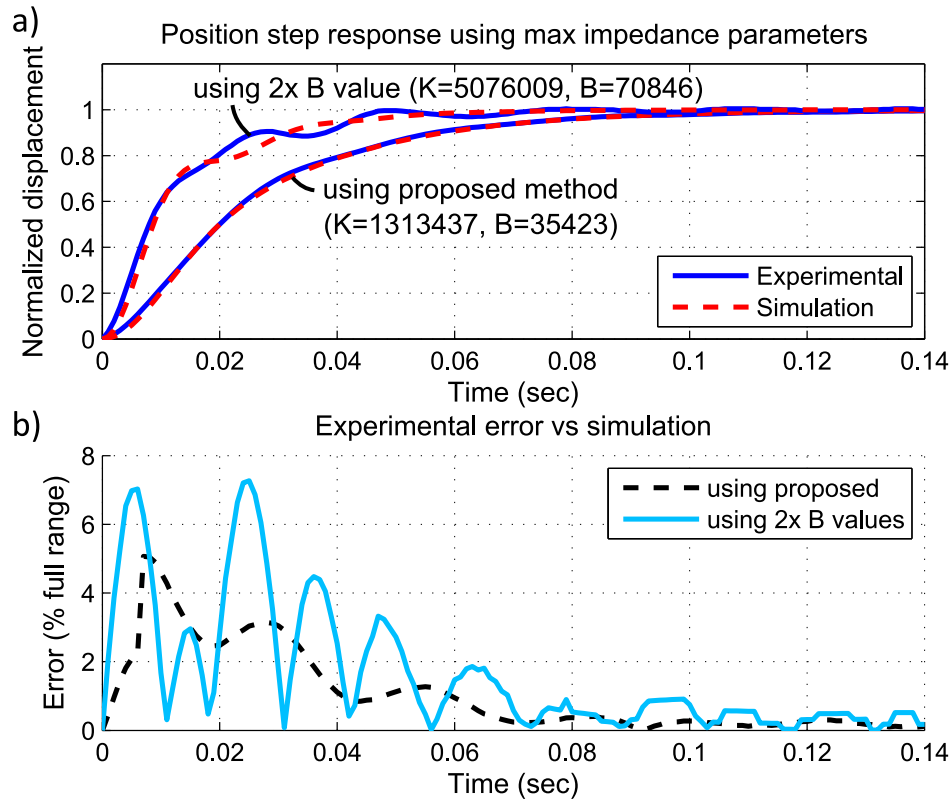 a)
Position step response using max impedance parameters
Normalized displacement
1
0.8
0.6
0.4
0.2
0
using 2x B value (K=5076009, B=70846)
using proposed method
(K=1313437, B=35423)
Experimental
Simulation
0 0.02 0.04 0.06 0.08 0.1 0.12 0.14
Time (sec)
b)
Experimental error vs simulation
Error (% full range)
8
6
4
2
0
using proposed
using 2x B values
0 0.02 0.04 0.06 0.08 0.1 0.12 0.14
Time (sec)